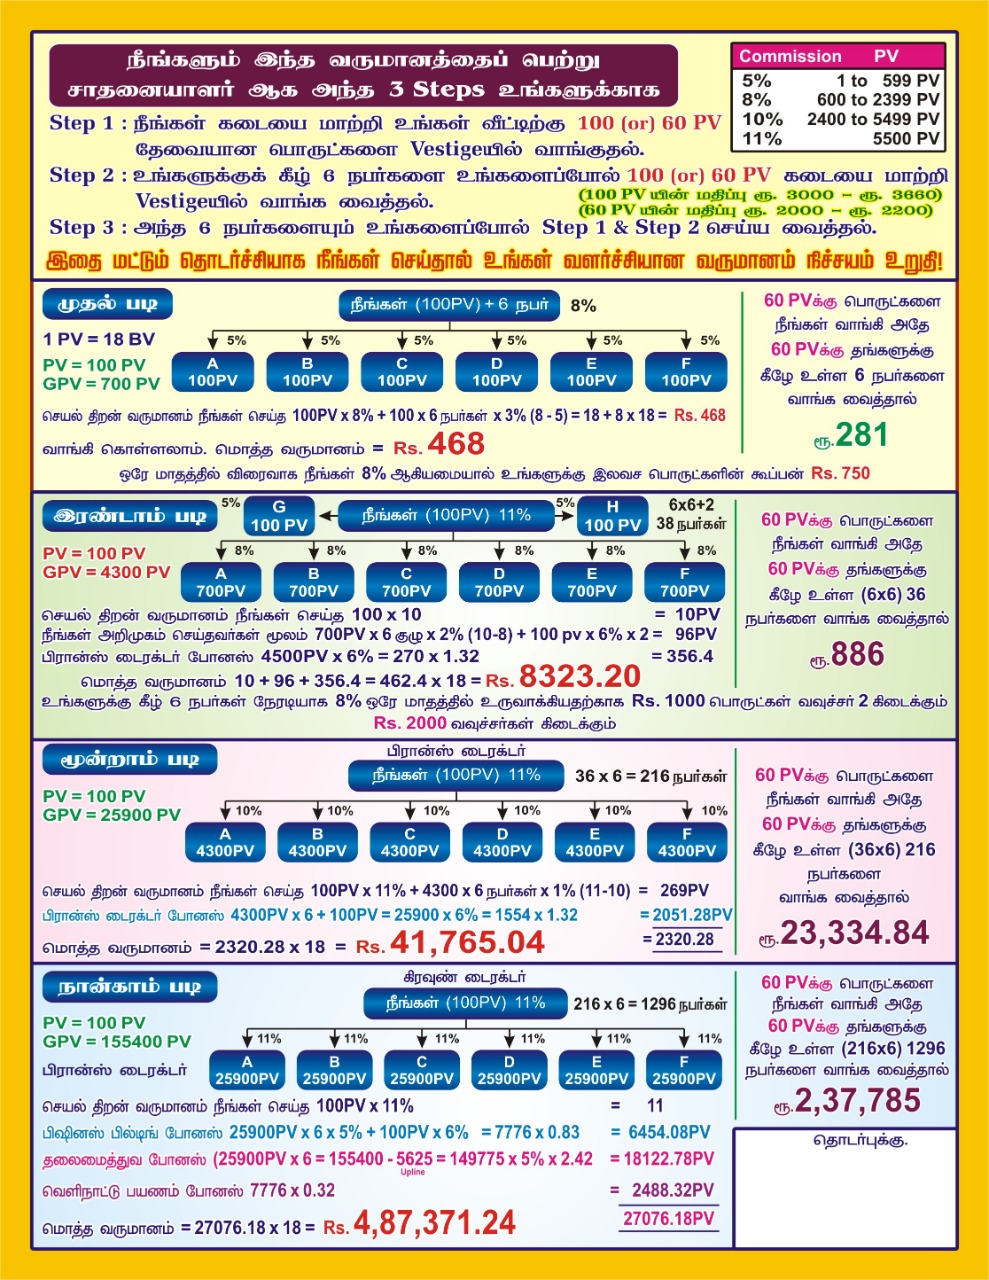 நீங்களும் இந்த வருமானத்தைப் பெற்று
சாதனையாளர் ஆக அந்த 3 Steps உங்களுக்காக
Commission PV
5% 1 to 599 PV
8% 600 to 2399 PV
10% 2400 to 5499 PV
11% 5500 PV
Step 1 : நீங்கள் கடையை மாற்றி உங்கள் வீட்டிற்கு 100 (or) 60 PV
தேவையான பொருட்களை Vestigeயில் வாங்குதல்.
Step 2 : உங்களுக்குக் கீழ் 6 நபர்களை உங்களைப்போல் 100 (or) 60 PV கடையை மாற்றி
Vestigeயில் வாங்க வைத்தல்.
(100 PV யின் மதிப்பு ரூ. 3000 – ரூ. 3660)
(60 PV யின் மதிப்பு ரூ. 2000 – ரூ. 2200)
Step 3 : அந்த 6 நபர்களையும் உங்களைப்போல் Step 1 & Step 2 செய்ய வைத்தல்.
இதை மட்டும் தொடர்ச்சியாக நீங்கள் செய்தால் உங்கள் வளர்ச்சியான வருமானம் நிச்சயம் உறுதி!
முதல் படி
நீங்கள் (100PV) + 6 நபர் 8%
1 PV = 18 BV
PV = 100 PV
GPV = 700 PV
5% 5% 5% 5% 5% 5%
A B C D E F
100PV 100PV 100PV 100PV 100PV 100PV
செயல் திறன் வருமானம் நீங்கள் செய்த 100PV x 8% + 100 x 6 நபர்கள் x 3% (8 - 5) = 18 + 8 x 18 = Rs. 468
வாங்கி கொள்ளலாம். மொத்த வருமானம் = Rs. 468
ஒரே மாதத்தில் விரைவாக நீங்கள் 8% ஆகியமையால் உங்களுக்கு இலவச பொருட்களின் கூப்பன் Rs. 750
60 PVக்கு பொருட்களை
நீங்கள் வாங்கி அதே
60 PVக்கு தங்களுக்கு
கீழே உள்ள 6 நபர்களை
வாங்க வைத்தால்
ரூ.281
இரண்டாம் படி
5% G 100 PV
நீங்கள் (100PV) 11%
5% H 100 PV
6x6+2
38 நபர்கள்
PV = 100 PV
GPV = 4300 PV
8% 8% 8% 8% 8% 8%
A B C D E F
700PV 700PV 700PV 700PV 700PV 700PV
செயல் திறன் வருமானம் நீங்கள் செய்த 100 x 10 = 10PV
நீங்கள் அறிமுகம் செய்தவர்கள் மூலம் 700PV x 6 குழு x 2% (10-8) + 100 pv x 6% x 2 = 96PV
பிரான்ஸ் டைரக்டர் போனஸ் 4500PV x 6% = 270 x 1.32 = 356.4
மொத்த வருமானம் 10 + 96 + 356.4 = 462.4 x 18 = Rs. 8323.20
உங்களுக்கு கீழ் 6 நபர்கள் நேரடியாக 8% ஒரே மாதத்தில் உருவாக்கியதற்காக Rs. 1000 பொருட்கள் வவுச்சர் 2 கிடைக்கும்
Rs. 2000 வவுச்சர்கள் கிடைக்கும்
60 PVக்கு பொருட்களை
நீங்கள் வாங்கி அதே
60 PVக்கு தங்களுக்கு
கீழே உள்ள (6x6) 36
நபர்களை வாங்க வைத்தால்
ரூ.886
மூன்றாம் படி
பிரான்ஸ் டைரக்டர்
நீங்கள் (100PV) 11% 36 x 6 = 216 நபர்கள்
PV = 100 PV
GPV = 25900 PV
10% 10% 10% 10% 10% 10%
A B C D E F
4300PV 4300PV 4300PV 4300PV 4300PV 4300PV
செயல் திறன் வருமானம் நீங்கள் செய்த 100PV x 11% + 4300 x 6 நபர்கள் x 1% (11-10) = 269PV
பிரான்ஸ் டைரக்டர் போனஸ் 4300PV x 6 + 100PV = 25900 x 6% = 1554 x 1.32 = 2051.28PV
மொத்த வருமானம் = 2320.28 x 18 = Rs. 41,765.04 = 2320.28
60 PVக்கு பொருட்களை
நீங்கள் வாங்கி அதே
60 PVக்கு தங்களுக்கு
கீழே உள்ள (36x6) 216
நபர்களை
வாங்க வைத்தால்
ரூ.23,334.84
நான்காம் படி
கிரவுண் டைரக்டர்
நீங்கள் (100PV) 11% 216 x 6 = 1296 நபர்கள்
PV = 100 PV
GPV = 155400 PV
பிரான்ஸ் டைரக்டர்
11% 11% 11% 11% 11% 11%
A B C D E F
25900PV 25900PV 25900PV 25900PV 25900PV 25900PV
செயல் திறன் வருமானம் நீங்கள் செய்த 100PV x 11% = 11
பிஷினஸ் பில்டிங் போனஸ் 25900PV x 6 x 5% + 100PV x 6% = 7776 x 0.83 = 6454.08PV
தலைமைத்துவ போனஸ் (25900PV x 6 = 155400 - 5625 = 149775 x 5% x 2.42 = 18122.78PV
Upline
வெளிநாட்டு பயணம் போனஸ் 7776 x 0.32 = 2488.32PV
மொத்த வருமானம் = 27076.18 x 18 = Rs. 4,87,371.24 27076.18PV
60 PVக்கு பொருட்களை
நீங்கள் வாங்கி அதே
60 PVக்கு தங்களுக்கு
கீழே உள்ள (216x6) 1296
நபர்களை வாங்க வைத்தால்
ரூ.2,37,785
தொடர்புக்கு.